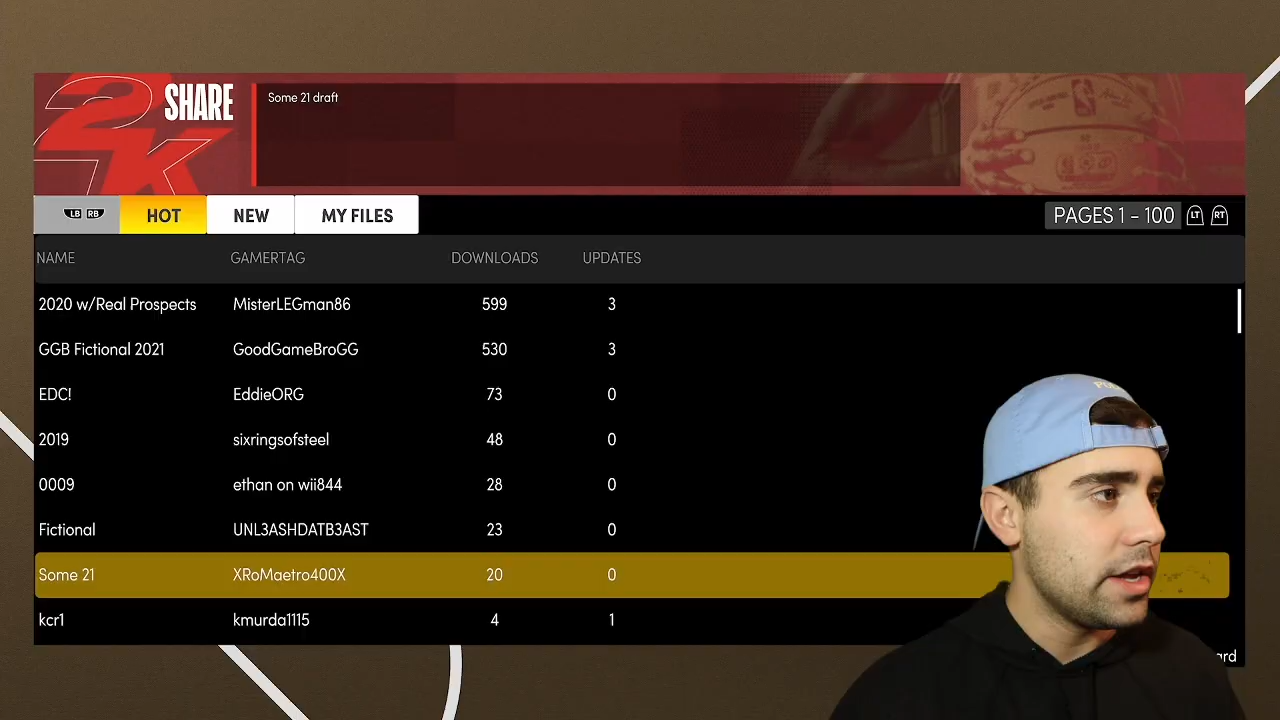 2K SHARE
Some 21 draft
LB RB HOT NEW MY FILES PAGES 1 - 100 LT RT
NAME GAMERTAG DOWNLOADS UPDATES
2020 w/Real Prospects MisterLEGman86 599 3
GGB Fictional 2021 GoodGameBroGG 530 3
EDC! EddieORG 73 0
2019 sixringsofsteel 48 0
0009 ethan on wii844 28 0
Fictional UNL3ASHDATB3AST 23 0
Some 21 XRoMaetro400X 20 0
kcr1 kmurda1115 4 1